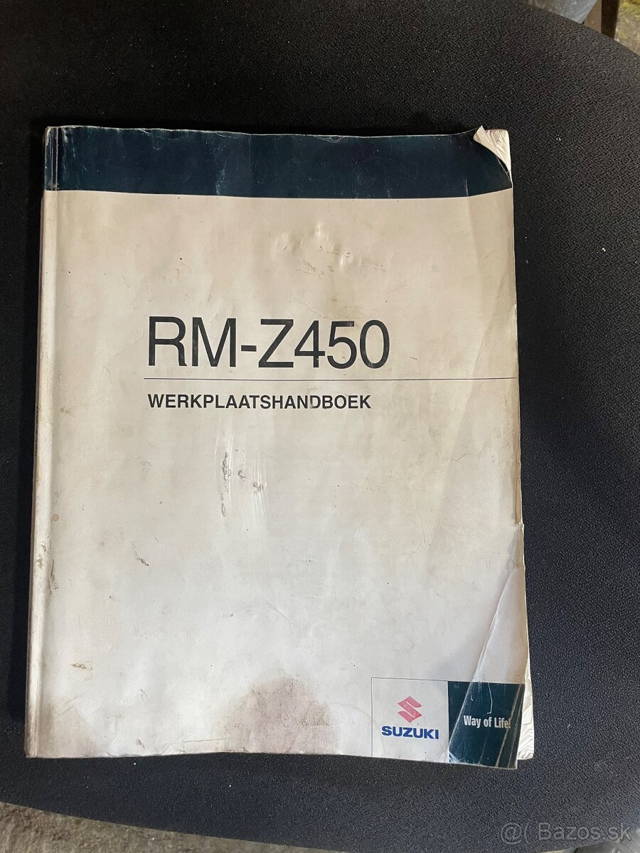 RM-Z450
WERKPLAATSHANDBOEK
SUZUKI
Way of Life!
@( Bazos.sk